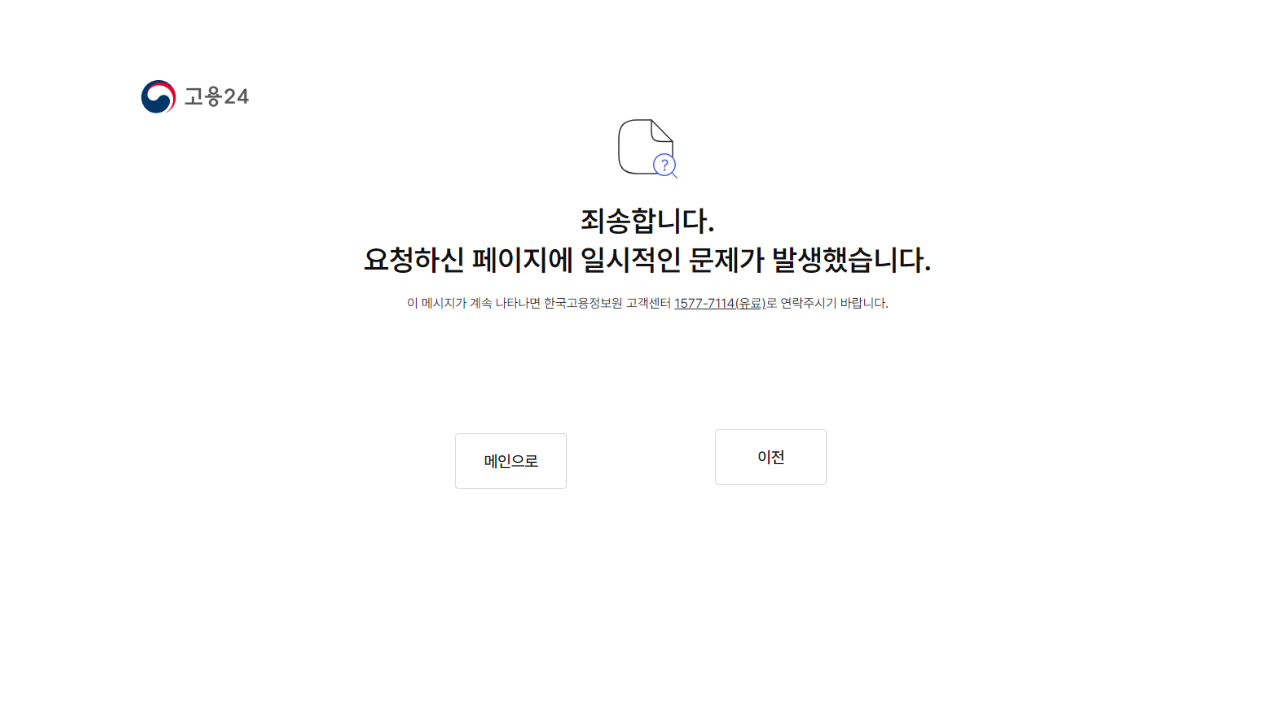 고용24
?
죄송합니다.
요청하신 페이지에 일시적인 문제가 발생했습니다.
이 메시지가 계속 나타나면 한국고용정보원 고객센터 1577-7114(유료)로 연락주시기 바랍니다.
메인으로
이전